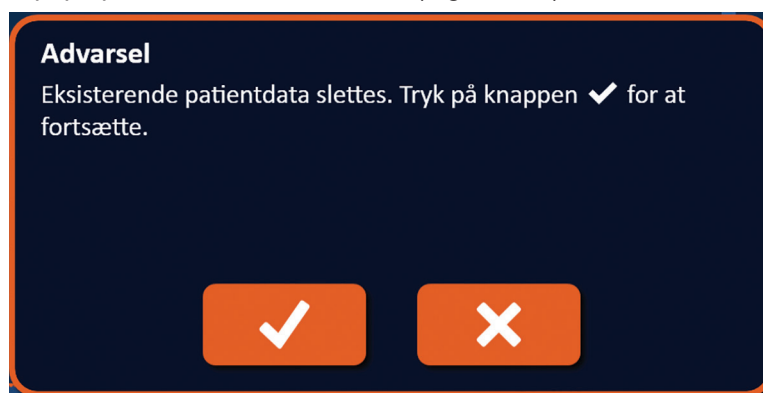 Advarsel
Eksisterende patientdata slettes. Tryk på knappen ✔ for at
fortsætte.